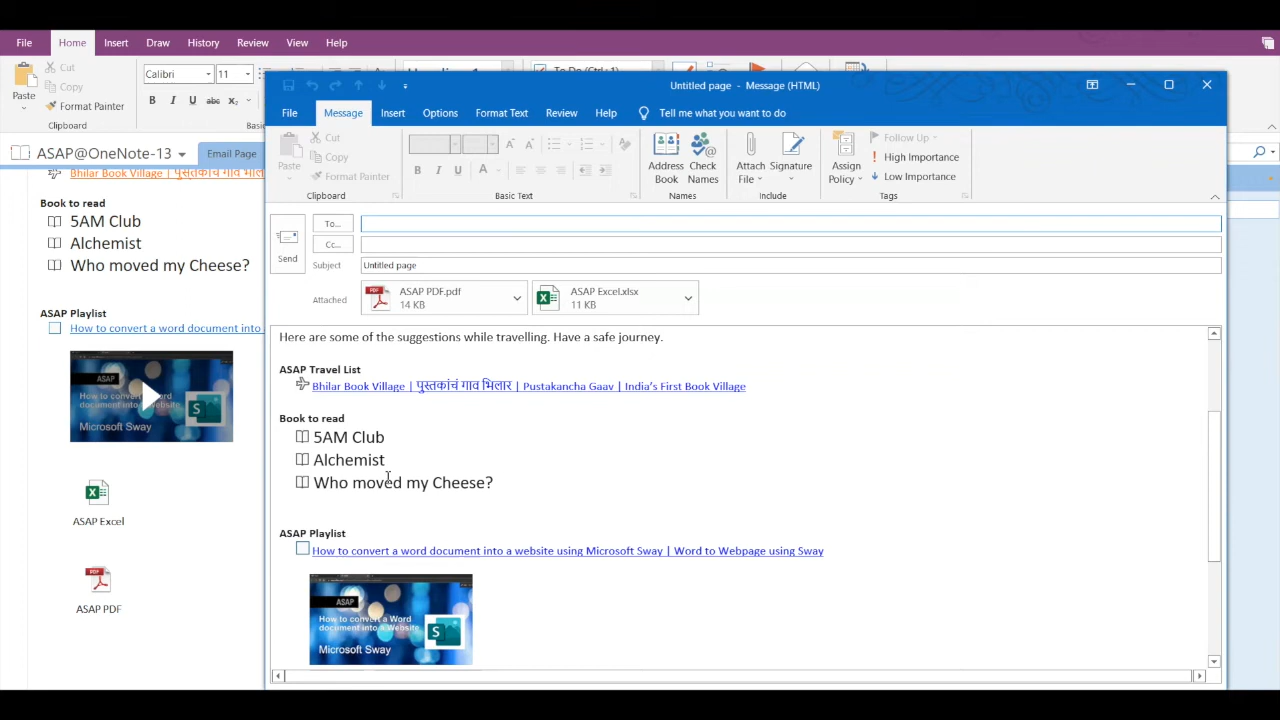 File Home Insert Draw History Review View Help
Cut
Copy
Format Painter
Paste
Clipboard
Calibri 11
B I U abc
To Do (Ctrl+1)
ASAP@OneNote-13
Email Page
Book to read
5AM Club
Alchemist
Who moved my Cheese?
ASAP Playlist
How to convert a word document into
ASAP
How to convert a Word
document into a Website
Microsoft Sway
ASAP Excel
ASAP PDF
Untitled page - Message (HTML)
File Message Insert Options Format Text Review Help Tell me what you want to do
Paste
Cut
Copy
Format Painter
Clipboard
B I U A
Basic Text
Address Book
Check Names
Names
Attach File
Signature
Include
Assign Policy
Follow Up
High Importance
Low Importance
Tags
Send
To...
Cc...
Subject Untitled page
Attached
ASAP PDF.pdf
14 KB
ASAP Excel.xlsx
11 KB
Here are some of the suggestions while travelling. Have a safe journey.
ASAP Travel List
Bhilar Book Village | पुस्तकांचं गाव भिलार | Pustakancha Gaav | India's First Book Village
Book to read
5AM Club
Alchemist
Who moved my Cheese?
ASAP Playlist
How to convert a word document into a website using Microsoft Sway | Word to Webpage using Sway
ASAP
How to convert a Word
document into a Website
Microsoft Sway